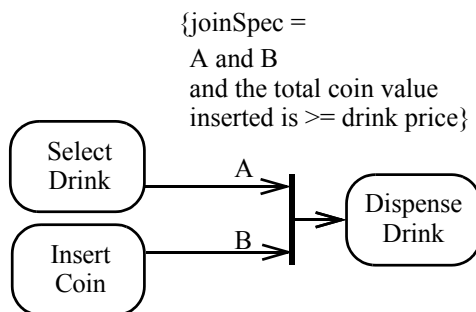 {joinSpec =
A and B
and the total coin value
inserted is >= drink price}
Select
Drink
A
Dispense
Drink
Insert
Coin
B